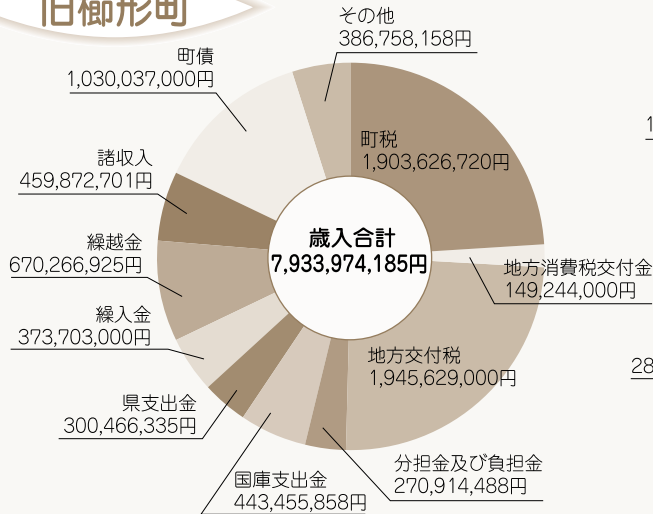 旧櫛形町
その他
386,758,158円
町税
1,903,626,720円
地方消費税交付金
149,244,000円
地方交付税
1,945,629,000円
分担金及び負担金
270,914,488円
国庫支出金
443,455,858円
県支出金
300,466,335円
繰入金
373,703,000円
繰越金
670,266,925円
諸収入
459,872,701円
町債
1,030,037,000円
歳入合計
7,933,974,185円
1
28